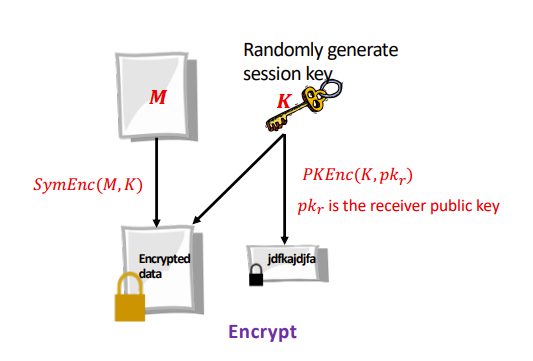 Randomly generate
session key
M
K
SymEnc(M, K)
PKEnc(K, pk_r)
pk_r is the receiver public key
Encrypted
data
jdfkajdjfa
Encrypt